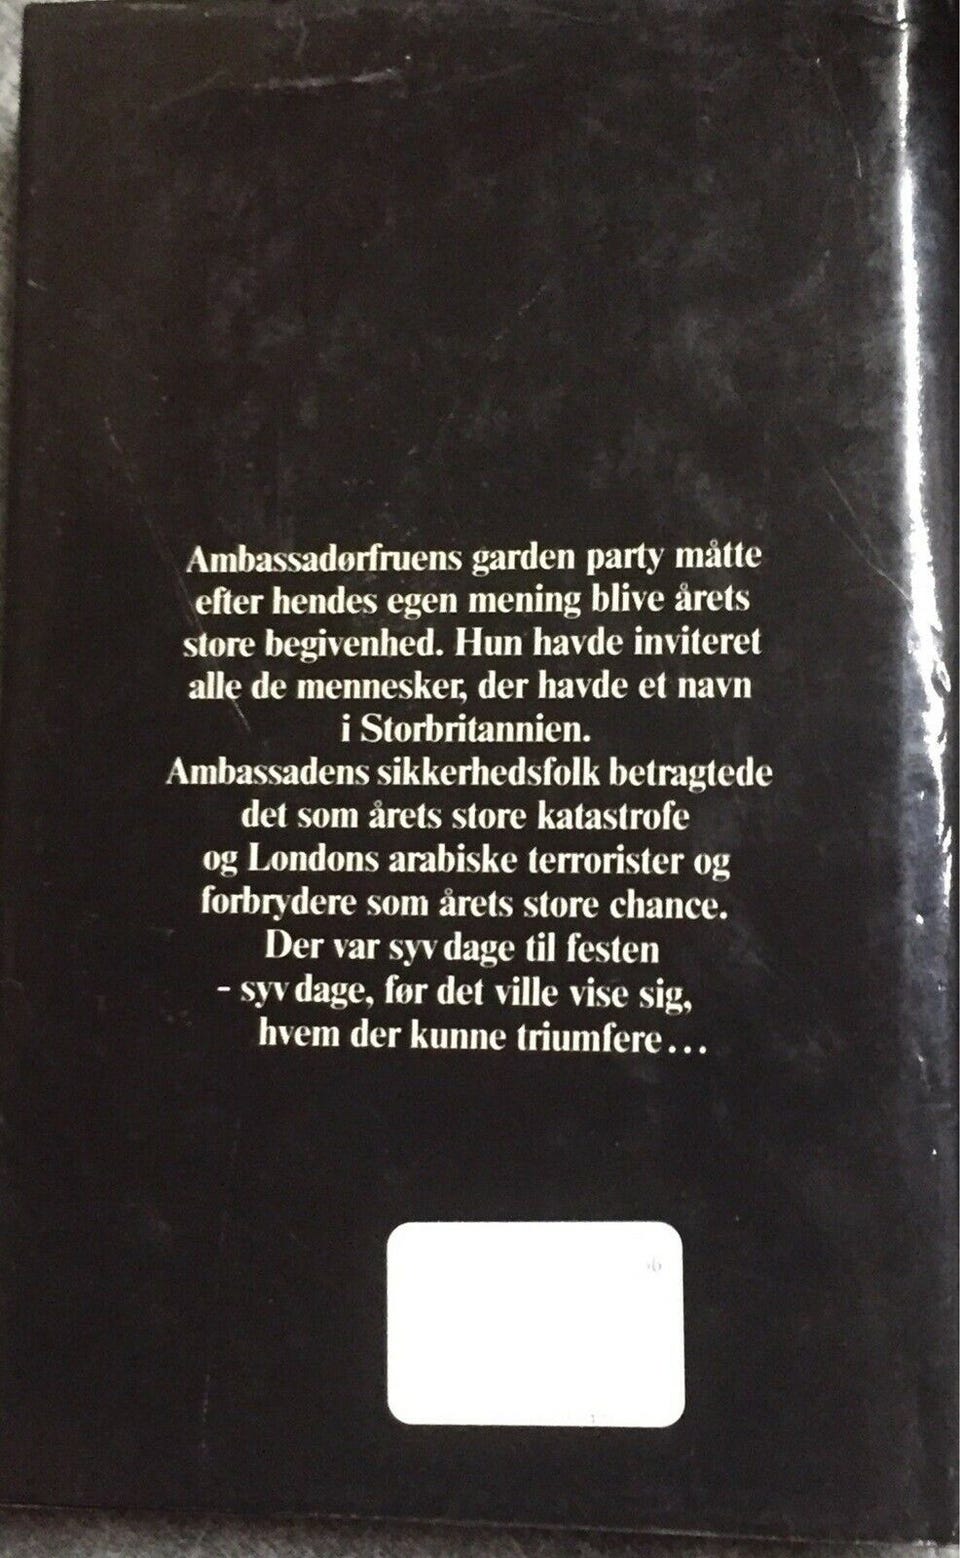 Ambassadørfruens garden party måtte
efter hendes egen mening blive årets
store begivenhed. Hun havde inviteret
alle de mennesker, der havde et navn
i Storbritannien.
Ambassadens sikkerhedsfolk betragtede
det som årets store katastrofe
og Londons arabiske terrorister og
forbrydere som årets store chance.
Der var syv dage til festen
- syv dage, før det ville vise sig,
hvem der kunne triumfere...